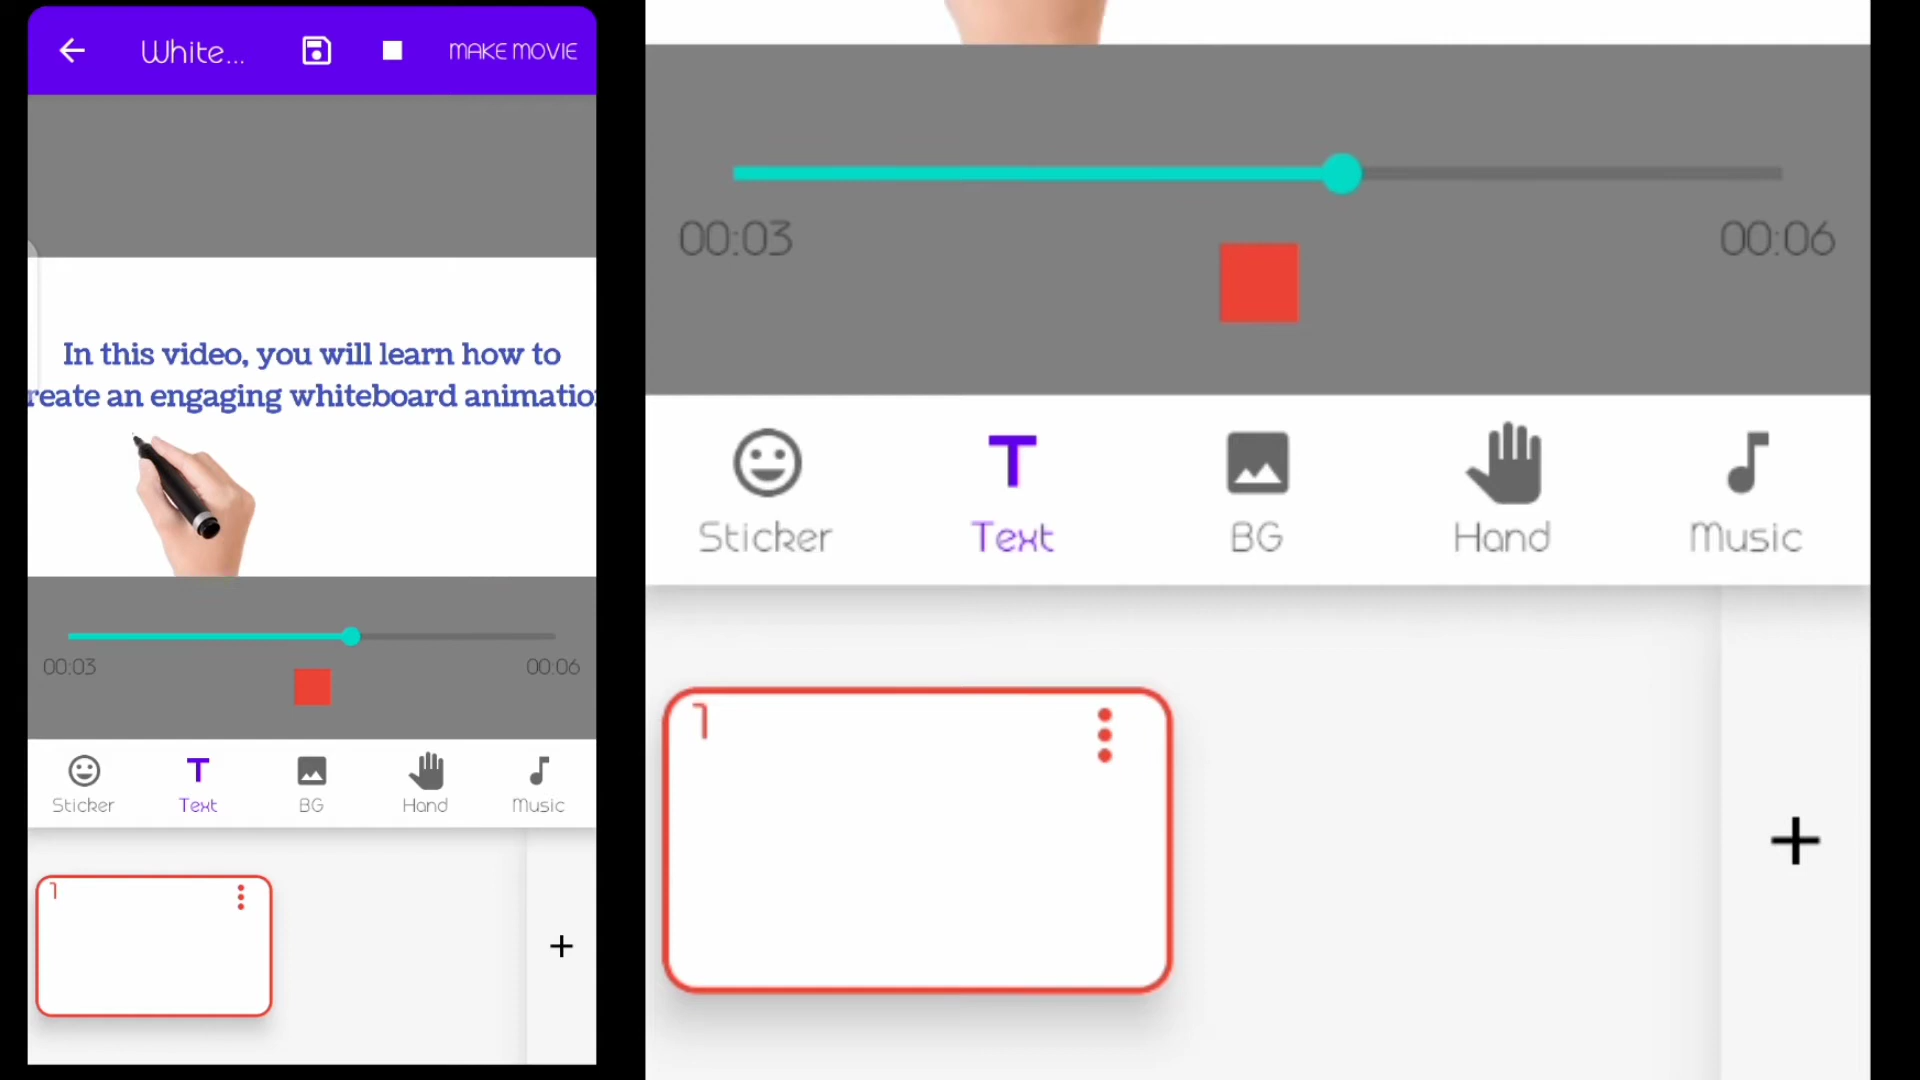 White...
MAKE MOVIE
In this video, you will learn how to
reate an engaging whiteboard animation
00:03
00:06
Sticker
Text
BG
Hand
Music
1
00:03
00:06
Sticker
Text
BG
Hand
Music
1